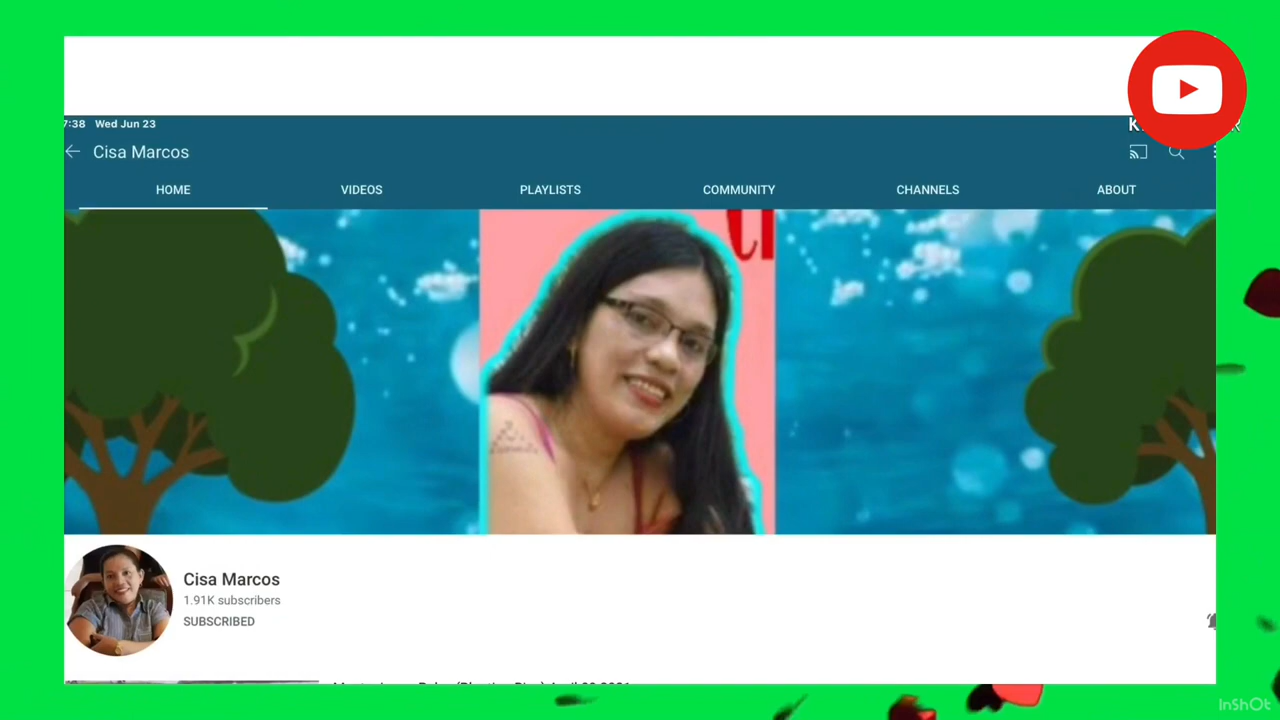 7:38 Wed Jun 23
Cisa Marcos
HOME VIDEOS PLAYLISTS COMMUNITY CHANNELS ABOUT
Cisa Marcos
1.91K subscribers
SUBSCRIBED
InShOt